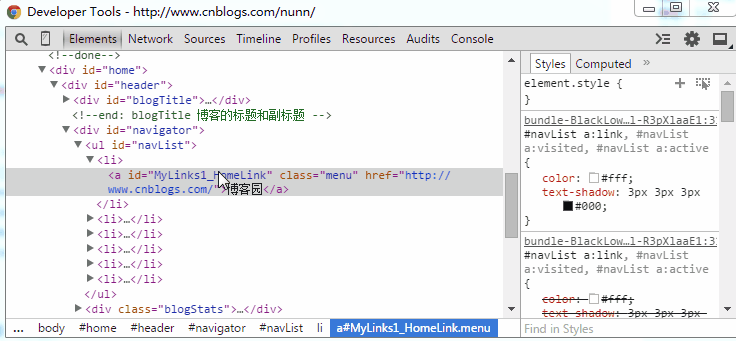 Developer Tools - http://www.cnblogs.com/nunn/
Elements Network Sources Timeline Profiles Resources Audits Console
<!--done-->
▼<div id="home">
▼<div id="header">
▶<div id="blogTitle">…</div>
<!--end: blogTitle 博客的标题和副标题 -->
▼<div id="navigator">
▼<ul id="navList">
▼<li>
<a id="MyLinks1_HomeLink" class="menu" href="http://
www.cnblogs.com/">博客园</a>
</li>
▶<li>…</li>
▶<li>…</li>
▶<li>…</li>
▶<li>…</li>
▶<li>…</li>
</ul>
▶<div class="blogStats">…</div>
... body #home #header #navigator #navList li a#MyLinks1_HomeLink.menu
Styles Computed »
element.style {
}
bundle-BlackLow…l-R3pXlaaE1:3
#navList a:link, #navList
a:visited, #navList a:active
{
color: #fff;
text-shadow: 3px 3px 3px
#000;
}
bundle-BlackLow…l-R3pXlaaE1:3
#navList a:link, #navList
a:visited, #navList a:active
{
color: #fff;
text-shadow: 3px 3px 3px
Find in Styles